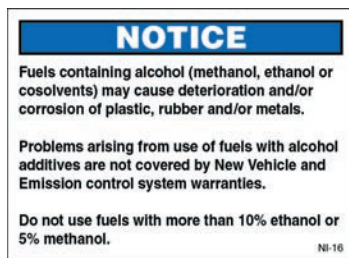 NOTICE
Fuels containing alcohol (methanol, ethanol or
cosolvents) may cause deterioration and/or
corrosion of plastic, rubber and/or metals.
Problems arising from use of fuels with alcohol
additives are not covered by New Vehicle and
Emission control system warranties.
Do not use fuels with more than 10% ethanol or
5% methanol.
NI-16